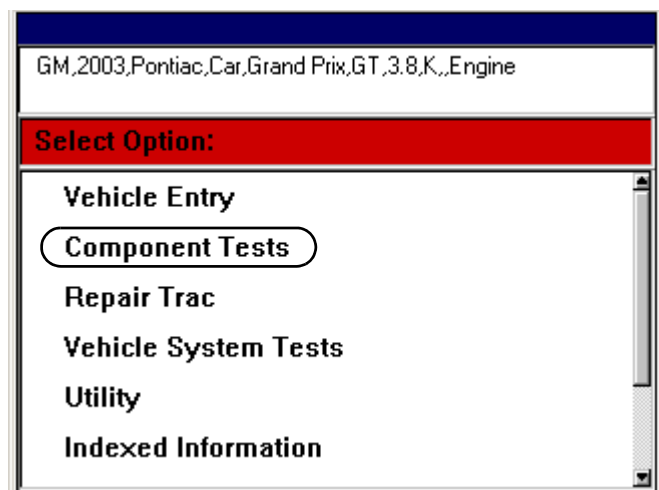 GM,2003,Pontiac,Car,Grand Prix,GT,3.8,K,,Engine
Select Option:
Vehicle Entry
Component Tests
Repair Trac
Vehicle System Tests
Utility
Indexed Information